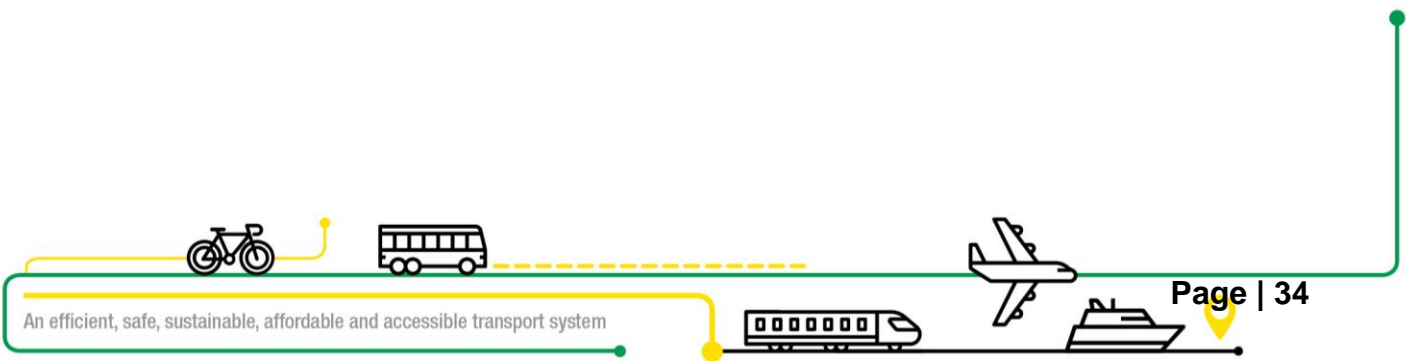 Page | 34
An efficient, safe, sustainable, affordable and accessible transport system